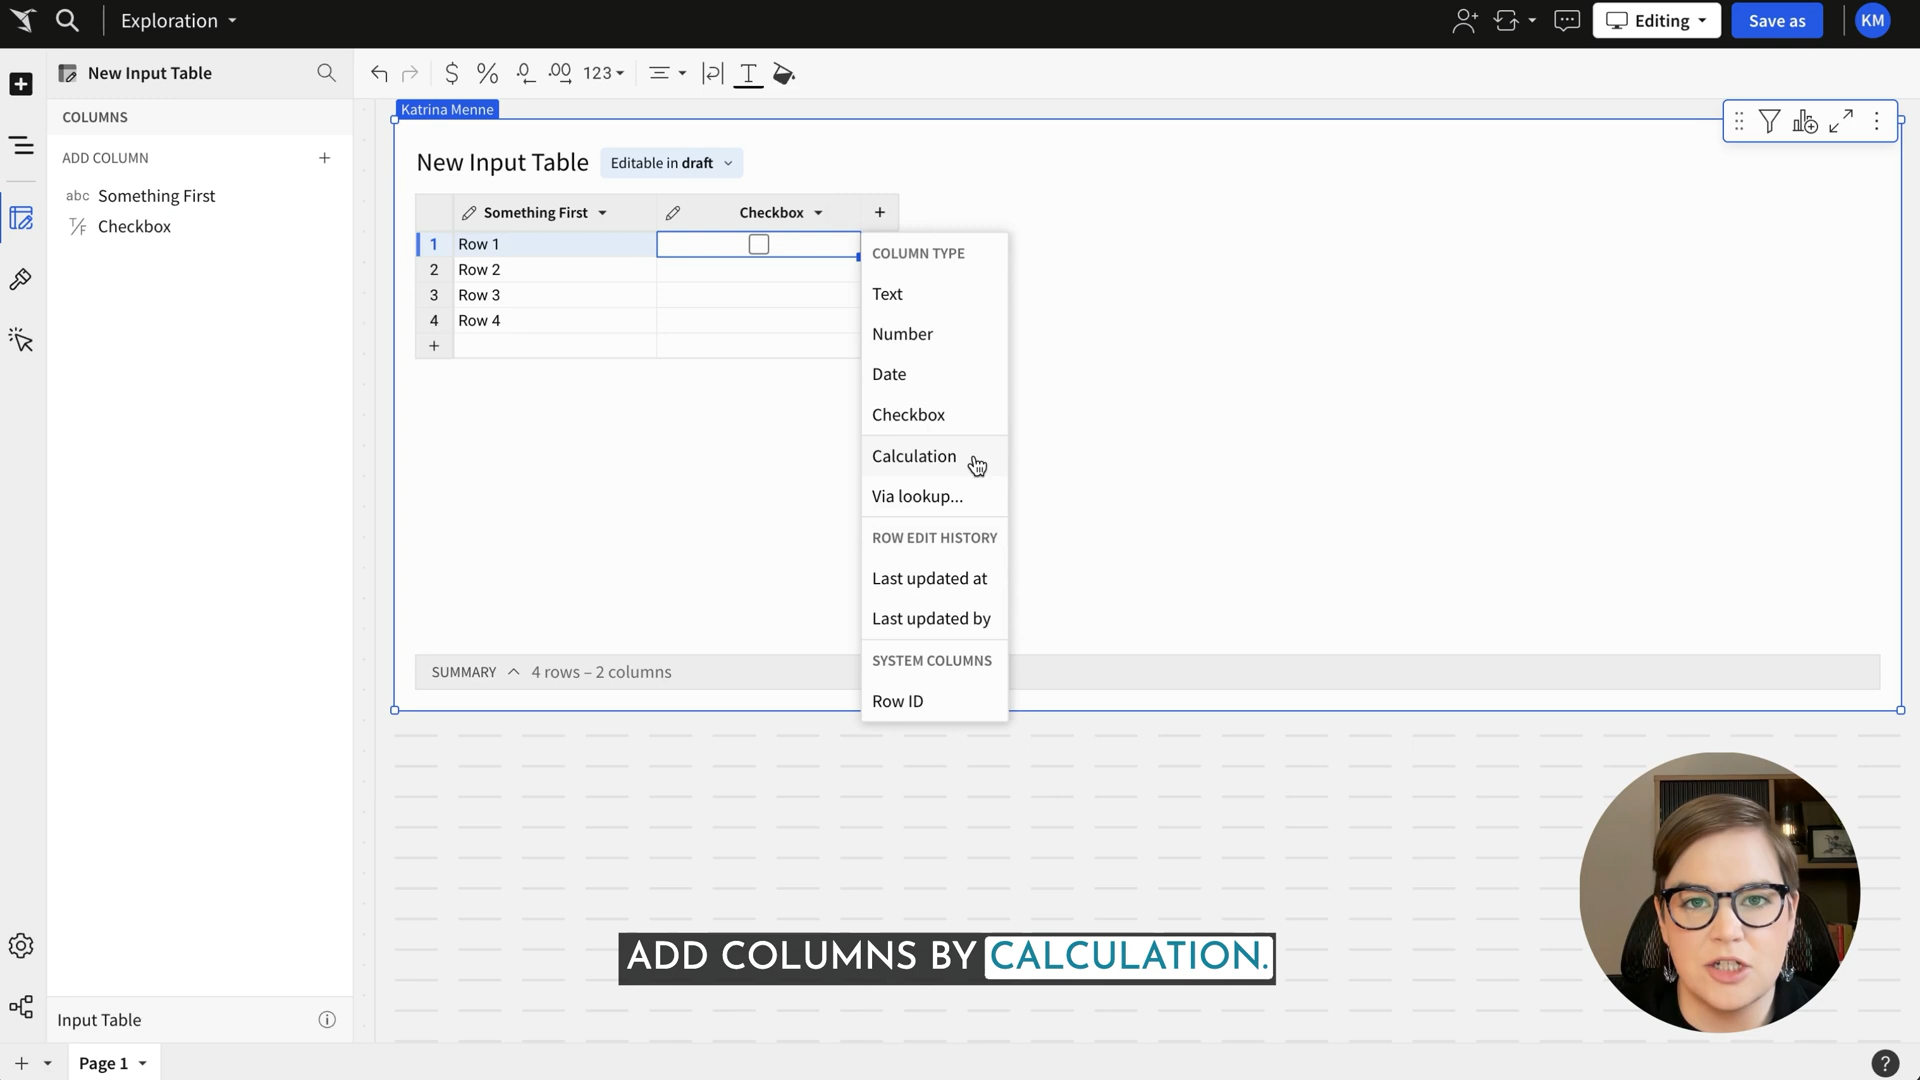 Exploration
Editing
Save as
KM
New Input Table
$ % .0 .00 123
COLUMNS
ADD COLUMN
abc Something First
T/F Checkbox
Katrina Menne
New Input Table
Editable in draft
Something First
Checkbox
+
1 Row 1
2 Row 2
3 Row 3
4 Row 4
+
COLUMN TYPE
Text
Number
Date
Checkbox
Calculation
Via lookup...
ROW EDIT HISTORY
Last updated at
Last updated by
SYSTEM COLUMNS
Row ID
SUMMARY 4 rows – 2 columns
ADD COLUMNS BY CALCULATION.
Input Table
Page 1
?